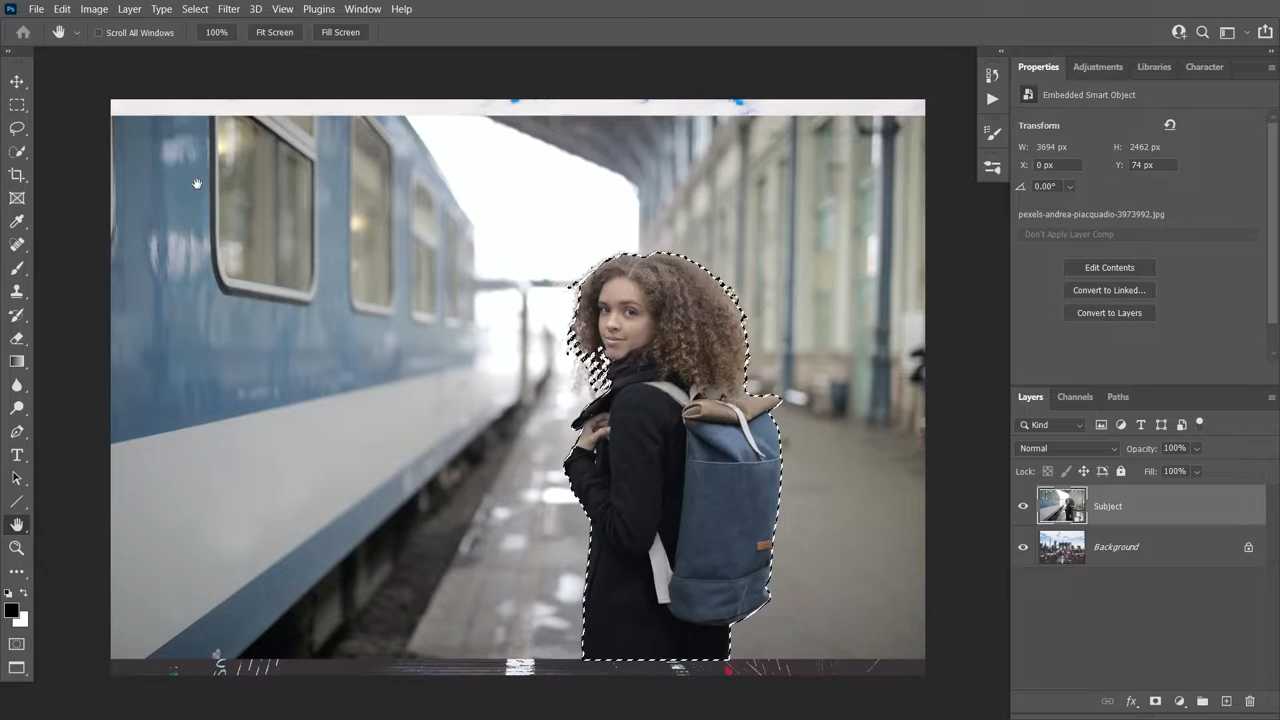 Ps File Edit Image Layer Type Select Filter 3D View Plugins Window Help
Scroll All Windows 100% Fit Screen Fill Screen
Properties Adjustments Libraries Character
Embedded Smart Object
Transform
W: 3694 px H: 2462 px
X: 0 px Y: 74 px
0.00°
pexels-andrea-piacquadio-3973992.jpg
Don't Apply Layer Comp
Edit Contents
Convert to Linked...
Convert to Layers
Layers Channels Paths
Kind
Normal Opacity: 100%
Lock: Fill: 100%
Subject
Background
fx